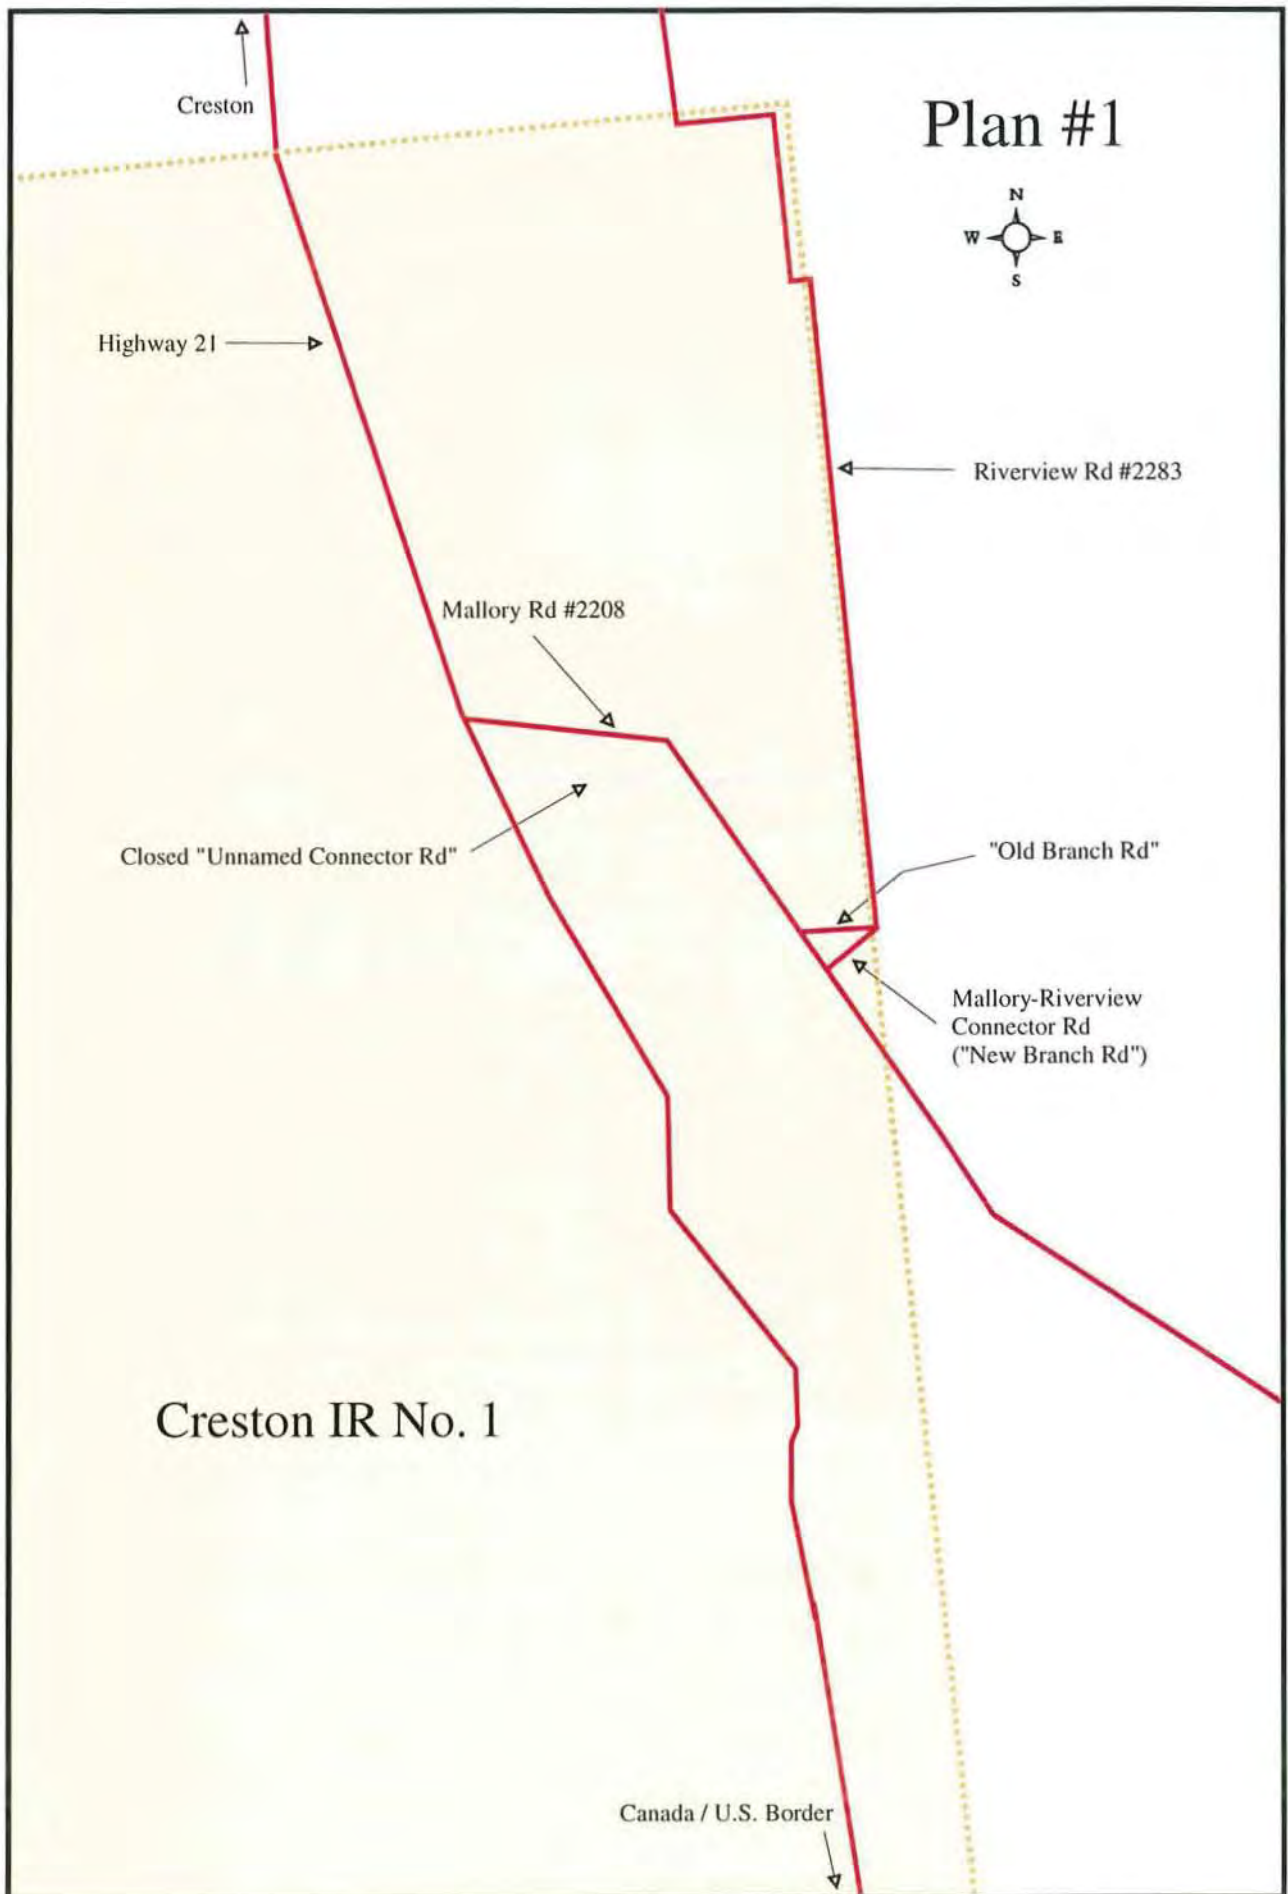 Creston
Plan #1
N
W E
S
Highway 21
Riverview Rd #2283
Mallory Rd #2208
Closed "Unnamed Connector Rd"
"Old Branch Rd"
Mallory-Riverview
Connector Rd
("New Branch Rd")
Creston IR No. 1
Canada / U.S. Border